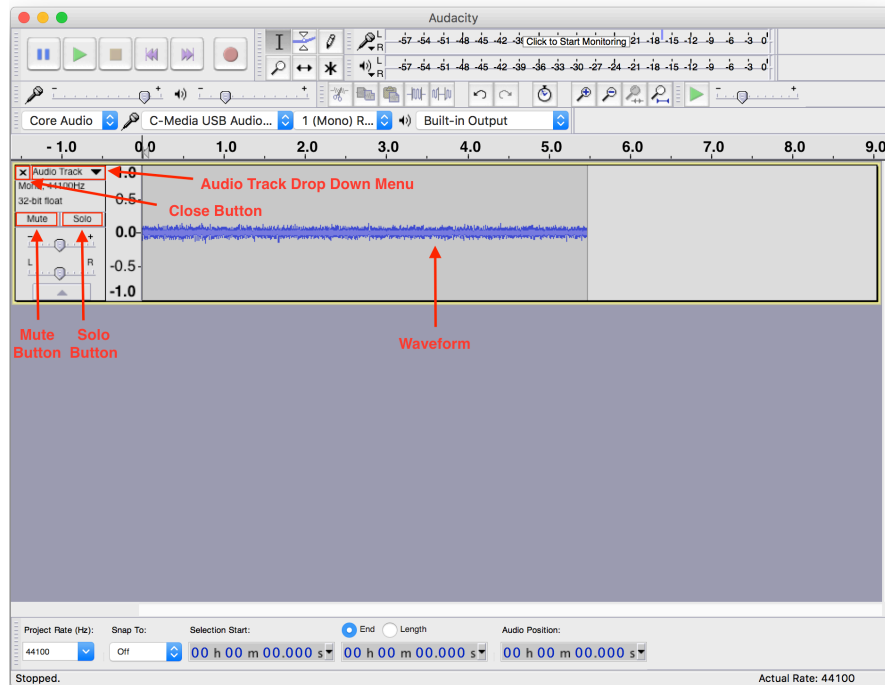 Audacity
L
R
-57 -54 -51 -48 -45 -42 -3 Click to Start Monitoring 21 -18 -15 -12 -9 -6 -3 0
L
R
-57 -54 -51 -48 -45 -42 -39 -36 -33 -30 -27 -24 -21 -18 -15 -12 -9 -6 -3 0
- + - + - +
Core Audio C-Media USB Audio... 1 (Mono) R... Built-in Output
- 1.0 0.0 1.0 2.0 3.0 4.0 5.0 6.0 7.0 8.0 9.0
x Audio Track 1.0
Mono, 44100Hz
Audio Track Drop Down Menu
32-bit float 0.5-
Close Button
Mute Solo
- + 0.0-
L R -0.5-
-1.0
Mute Button
Solo Button
Waveform
Project Rate (Hz): Snap To: Selection Start: End Length Audio Position:
44100 Off 00 h 00 m 00.000 s 00 h 00 m 00.000 s 00 h 00 m 00.000 s
Stopped. Actual Rate: 44100